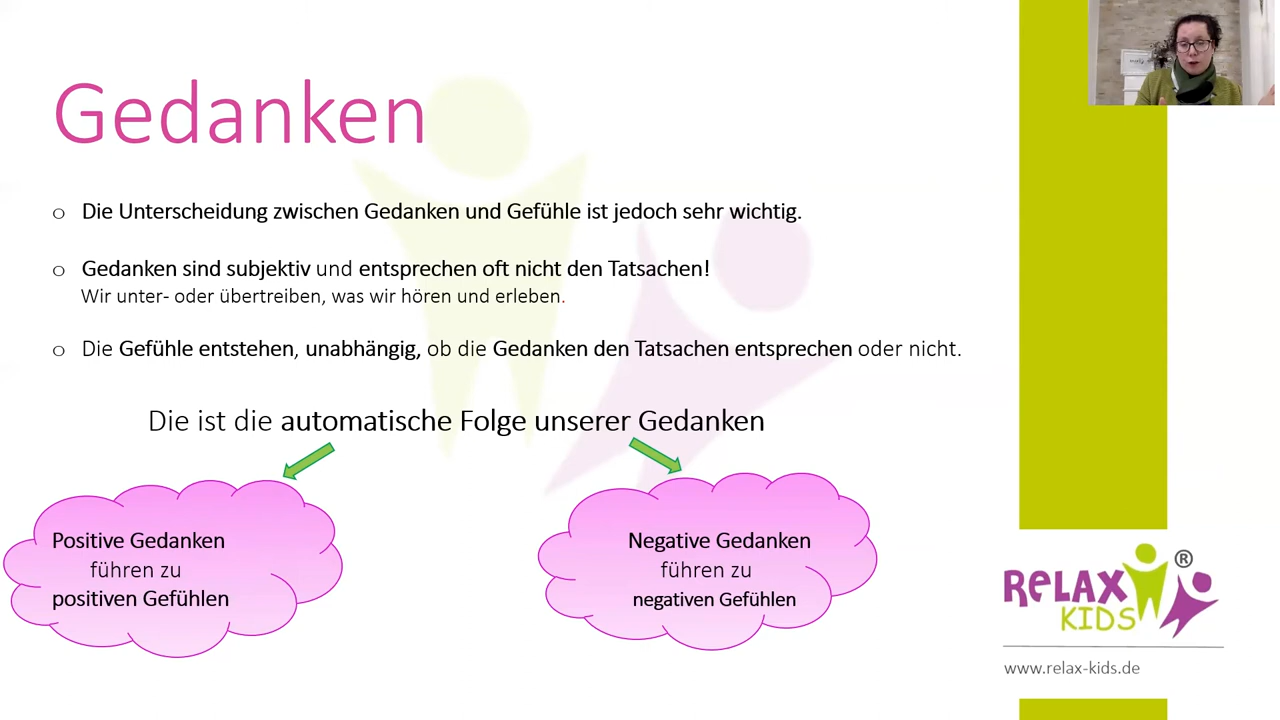 Gedanken
o Die Unterscheidung zwischen Gedanken und Gefühle ist jedoch sehr wichtig.
o Gedanken sind subjektiv und entsprechen oft nicht den Tatsachen!
Wir unter- oder übertreiben, was wir hören und erleben.
o Die Gefühle entstehen, unabhängig, ob die Gedanken den Tatsachen entsprechen oder nicht.
Die ist die automatische Folge unserer Gedanken
Positive Gedanken
führen zu
positiven Gefühlen
Negative Gedanken
führen zu
negativen Gefühlen
RELAX ®
KIDS
www.relax-kids.de